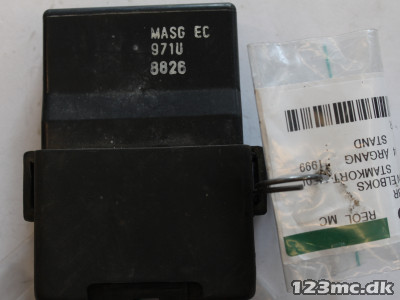 MASG EC
971U
8826
REOL MC
STAMKORT
1999
ARGANG
STAND
123mc.dk